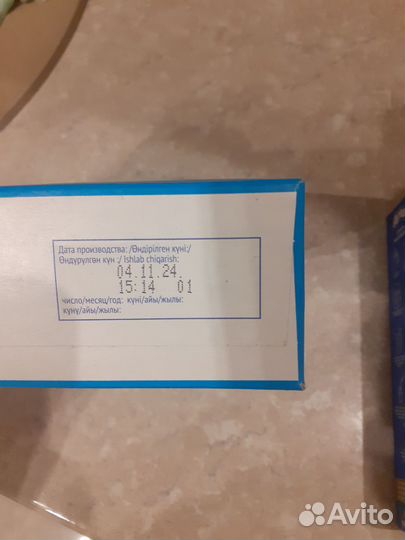 Дата производства: /Өндірілген күні:/
Өндүрүлгөн күн :/ Ishlab chiqarish:
04.11.24.
15:14 01
число/месяц/год: күні/айы/жылы:
күнү/айы/жылы:
Avito